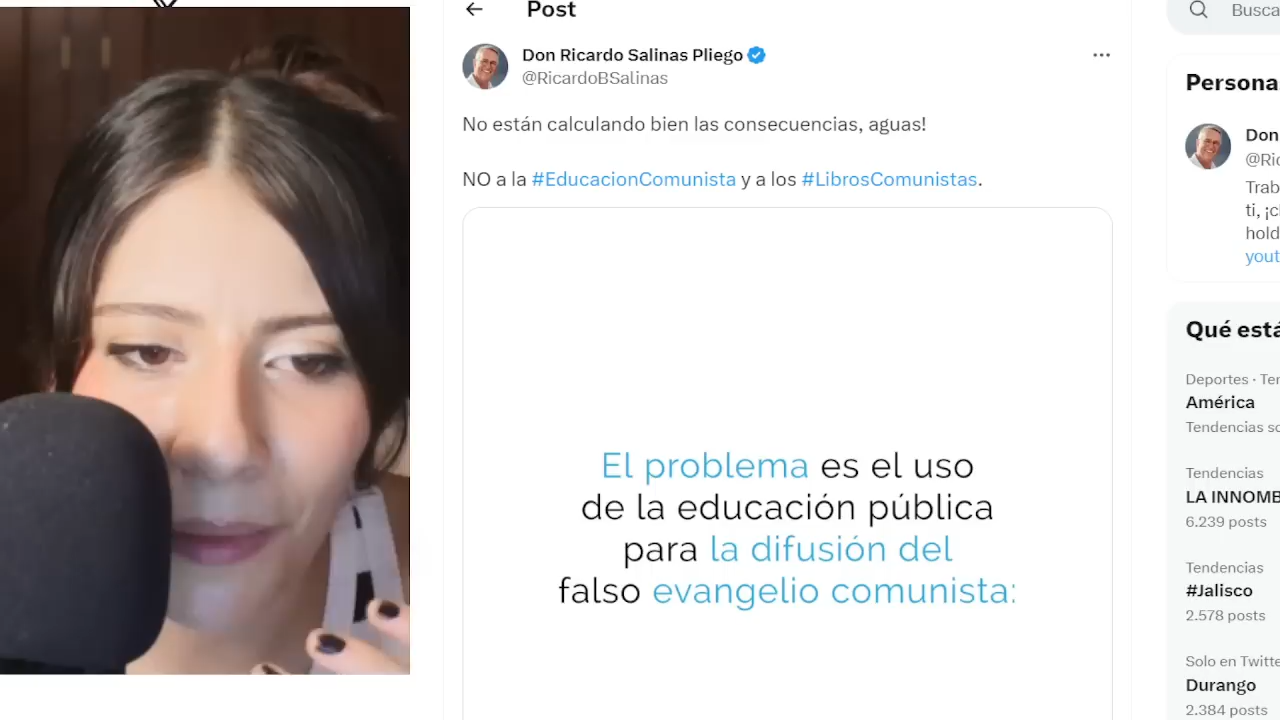 Post
Busca
Don Ricardo Salinas Pliego
@RicardoBSalinas
No están calculando bien las consecuencias, aguas!
NO a la #EducacionComunista y a los #LibrosComunistas.
El problema es el uso
de la educación pública
para la difusión del
falso evangelio comunista:
Persona
Don
@Ric
Trab
ti, ¡c
hold
yout
Qué está
Deportes · Ter
América
Tendencias so
Tendencias
LA INNOMB
6.239 posts
Tendencias
#Jalisco
2.578 posts
Solo en Twitte
Durango
2.384 posts